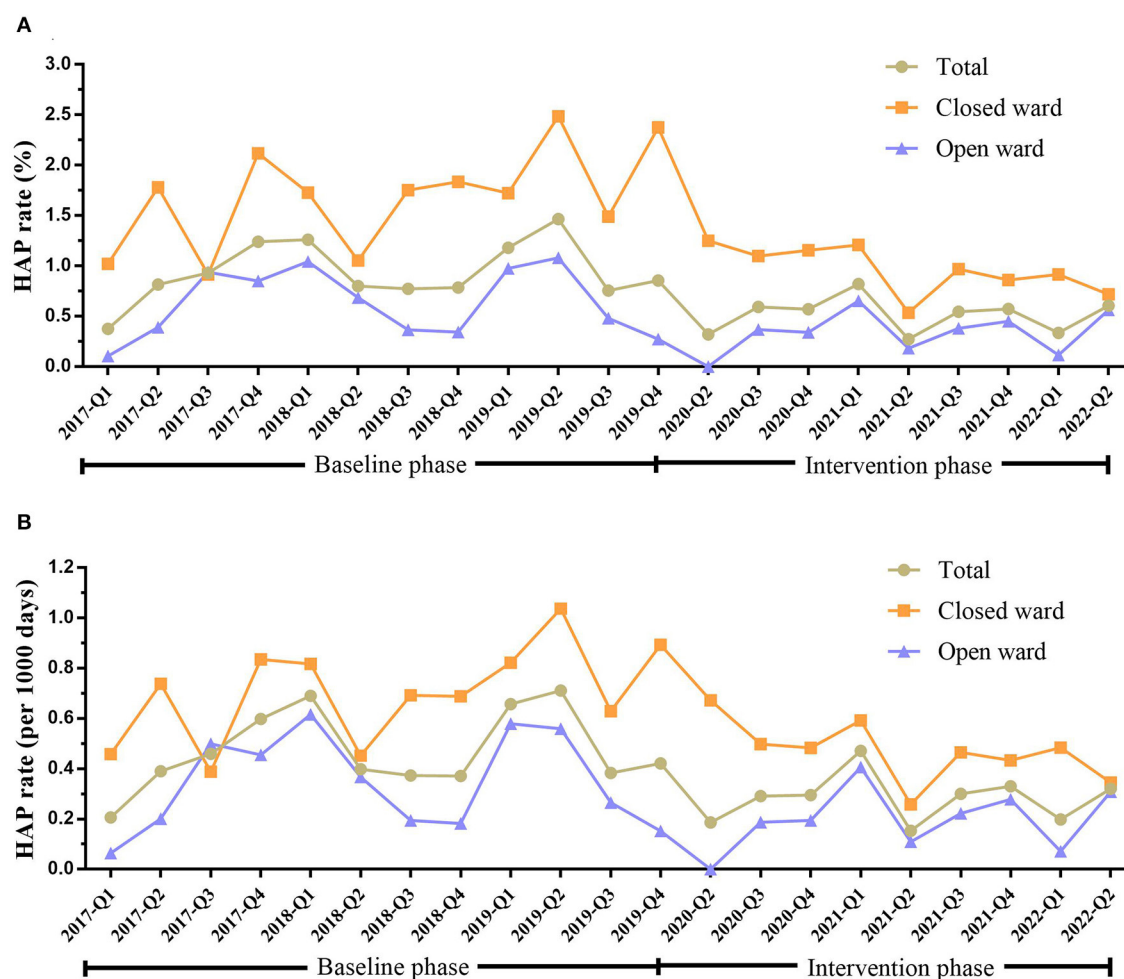 A
HAP rate (%)
3.0
2.5
2.0
1.5
1.0
0.5
0.0
Total
Closed ward
Open ward
2017-Q1
2017-Q2
2017-Q3
2017-Q4
2018-Q1
2018-Q2
2018-Q3
2018-Q4
2019-Q1
2019-Q2
2019-Q3
2019-Q4
2020-Q2
2020-Q3
2020-Q4
2021-Q1
2021-Q2
2021-Q3
2021-Q4
2022-Q1
2022-Q2
Baseline phase
Intervention phase
B
HAP rate (per 1000 days)
1.2
1.0
0.8
0.6
0.4
0.2
0.0
Total
Closed ward
Open ward
2017-Q1
2017-Q2
2017-Q3
2017-Q4
2018-Q1
2018-Q2
2018-Q3
2018-Q4
2019-Q1
2019-Q2
2019-Q3
2019-Q4
2020-Q2
2020-Q3
2020-Q4
2021-Q1
2021-Q2
2021-Q3
2021-Q4
2022-Q1
2022-Q2
Baseline phase
Intervention phase